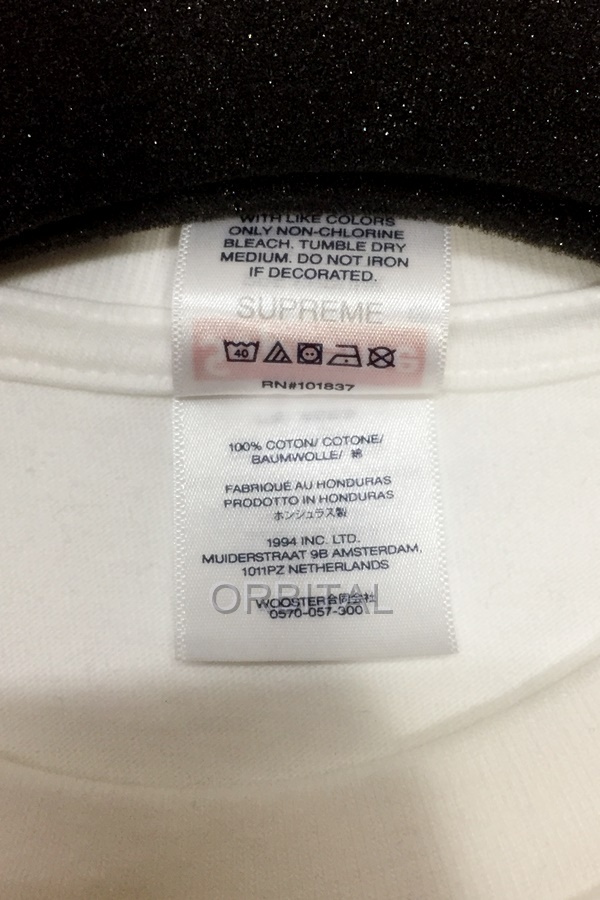 WITH LIKE COLORS
ONLY NON-CHLORINE
BLEACH. TUMBLE DRY
MEDIUM. DO NOT IRON
IF DECORATED.
SUPREME
40
RN#101837
100% COTON/ COTONE/
BAUMWOLLE/ 綿
FABRIQUÉ AU HONDURAS
PRODOTTO IN HONDURAS
ホンジュラス製
1994 INC. LTD.
MUIDERSTRAAT 9B AMSTERDAM,
1011PZ NETHERLANDS
ORBITAL
WOOSTER合同会社
0570-057-300